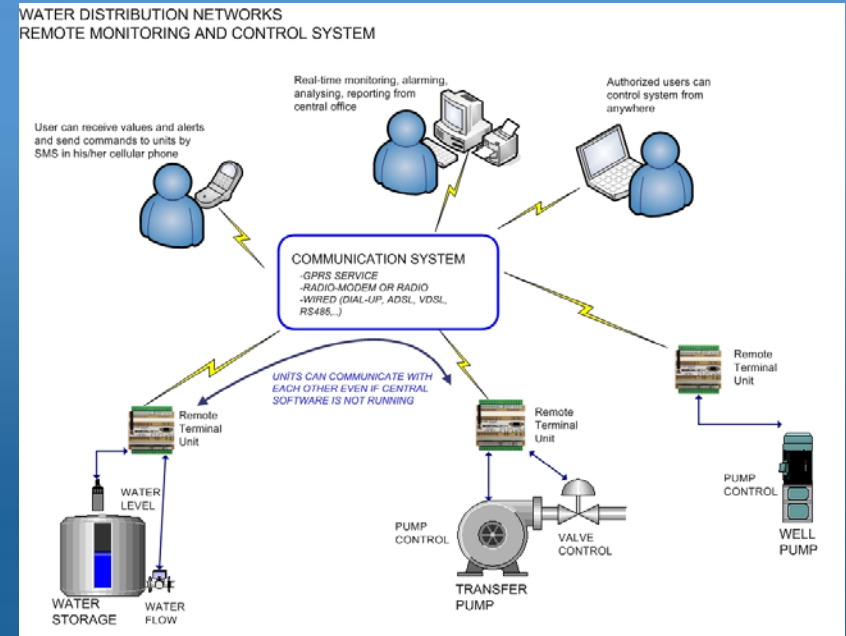 WATER DISTRIBUTION NETWORKS
REMOTE MONITORING AND CONTROL SYSTEM
Real-time monitoring, alarming,
analysing, reporting from
central office
Authorized users can
control system from
anywhere
User can receive values and alerts
and send commands to units by
SMS in his/her cellular phone
COMMUNICATION SYSTEM
-GPRS SERVICE
-RADIO-MODEM OR RADIO
-WIRED (DIAL-UP, ADSL, VDSL,
RS485,..)
UNITS CAN COMMUNICATE WITH
EACH OTHER EVEN IF CENTRAL
SOFTWARE IS NOT RUNNING
Remote
Terminal
Unit
Remote
Terminal
Unit
Remote
Terminal
Unit
WATER
LEVEL
WATER
STORAGE
WATER
FLOW
PUMP
CONTROL
VALVE
CONTROL
TRANSFER
PUMP
PUMP
CONTROL
WELL
PUMP